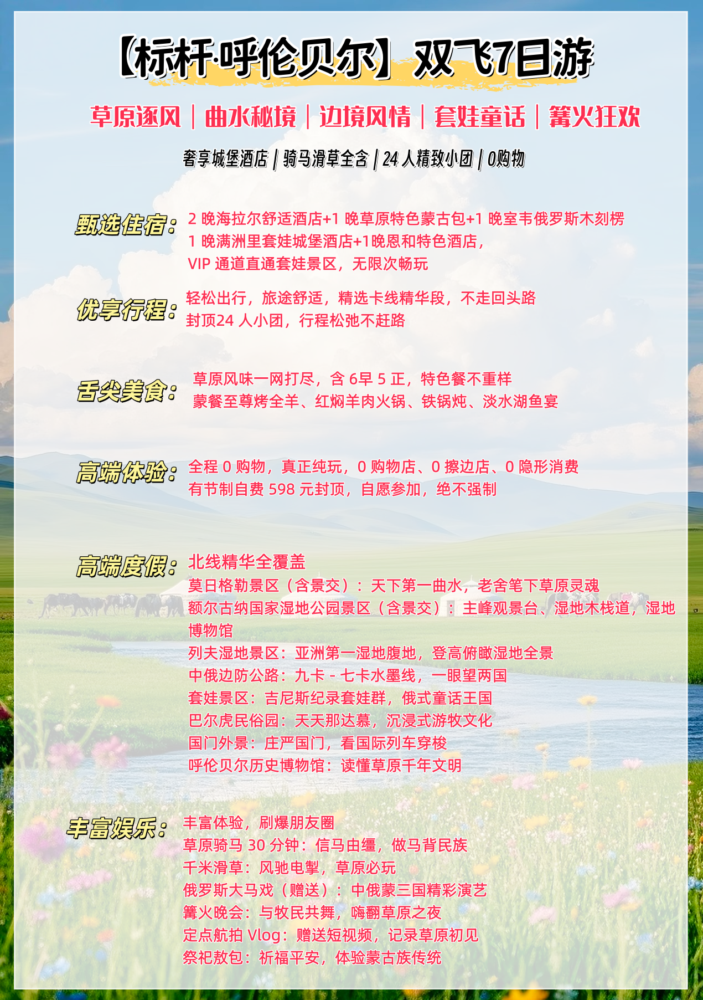 【标杆·呼伦贝尔】双飞7日游
草原逐风｜曲水秘境｜边境风情｜套娃童话｜篝火狂欢
奢享城堡酒店 | 骑马滑草全含 | 24 人精致小团 | 0购物
甄选住宿：
2 晚海拉尔舒适酒店+1 晚草原特色蒙古包+1 晚室韦俄罗斯木刻楞
1 晚满洲里套娃城堡酒店+1晚恩和特色酒店，
VIP 通道直通套娃景区，无限次畅玩
优享行程：
轻松出行，旅途舒适，精选卡线精华段，不走回头路
封顶24 人小团，行程松弛不赶路
舌尖美食：
草原风味一网打尽，含 6早 5 正，特色餐不重样
蒙餐至尊烤全羊、红焖羊肉火锅、铁锅炖、淡水湖鱼宴
高端体验：
全程 0 购物，真正纯玩，0 购物店、0 擦边店、0 隐形消费
有节制自费 598 元封顶，自愿参加，绝不强制
高端度假：
北线精华全覆盖
莫日格勒景区（含景交）：天下第一曲水，老舍笔下草原灵魂
额尔古纳国家湿地公园景区（含景交）：主峰观景台、湿地木栈道，湿地
博物馆
列夫湿地景区：亚洲第一湿地腹地，登高俯瞰湿地全景
中俄边防公路：九卡 - 七卡水墨线，一眼望两国
套娃景区：吉尼斯纪录套娃群，俄式童话王国
巴尔虎民俗园：天天那达慕，沉浸式游牧文化
国门外景：庄严国门，看国际列车穿梭
呼伦贝尔历史博物馆：读懂草原千年文明
丰富娱乐：
丰富体验，刷爆朋友圈
草原骑马 30 分钟：信马由缰，做马背民族
千米滑草：风驰电掣，草原必玩
俄罗斯大马戏（赠送）：中俄蒙三国精彩演艺
篝火晚会：与牧民共舞，嗨翻草原之夜
定点航拍 Vlog：赠送短视频，记录草原初见
祭祀敖包：祈福平安，体验蒙古族传统